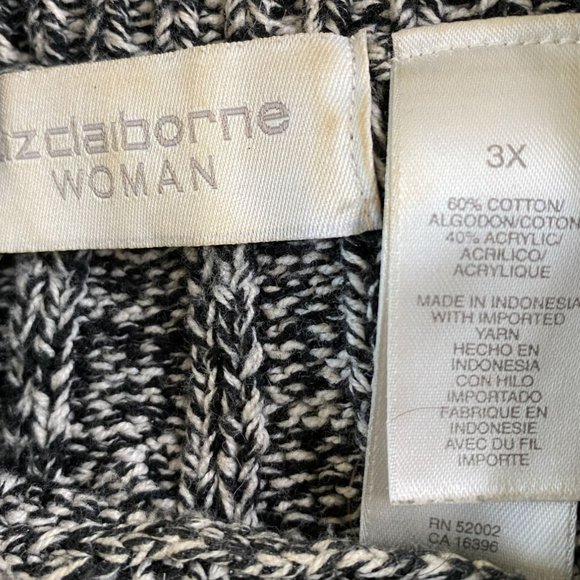 lizclaiborne
WOMAN
3X
60% COTTON/
ALGODON/COTON
40% ACRYLIC/
ACRILICO/
ACRYLIQUE
MADE IN INDONESIA
WITH IMPORTED
YARN
HECHO EN
INDONESIA
CON HILO
IMPORTADO
FABRIQUE EN
INDONESIE
AVEC DU FIL
IMPORTE
RN 52002
CA 16396